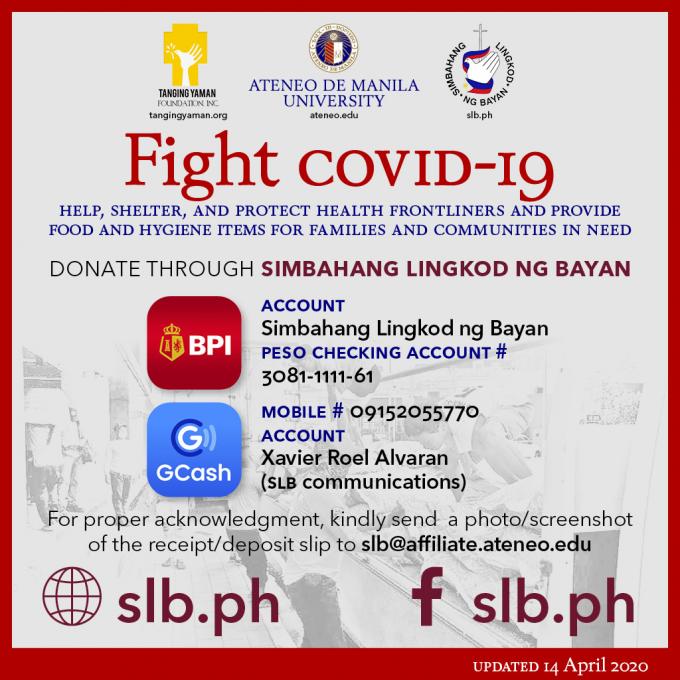 TANGING YAMAN
FOUNDATION, INC.
tangingyaman.org
ATENEO DE MANILA
UNIVERSITY
ateneo.edu
SIMBAHANG LINGKOD
• NG BAYAN •
slb.ph
Fight COVID-19
HELP, SHELTER, AND PROTECT HEALTH FRONTLINERS AND PROVIDE
FOOD AND HYGIENE ITEMS FOR FAMILIES AND COMMUNITIES IN NEED
DONATE THROUGH SIMBAHANG LINGKOD NG BAYAN
BPI
ACCOUNT
Simbahang Lingkod ng Bayan
PESO CHECKING ACCOUNT #
3081-1111-61
GCash
MOBILE # 09152055770
ACCOUNT
Xavier Roel Alvaran
(SLB communications)
For proper acknowledgment, kindly send a photo/screenshot
of the receipt/deposit slip to slb@affiliate.ateneo.edu
slb.ph
f slb.ph
UPDATED 14 April 2020